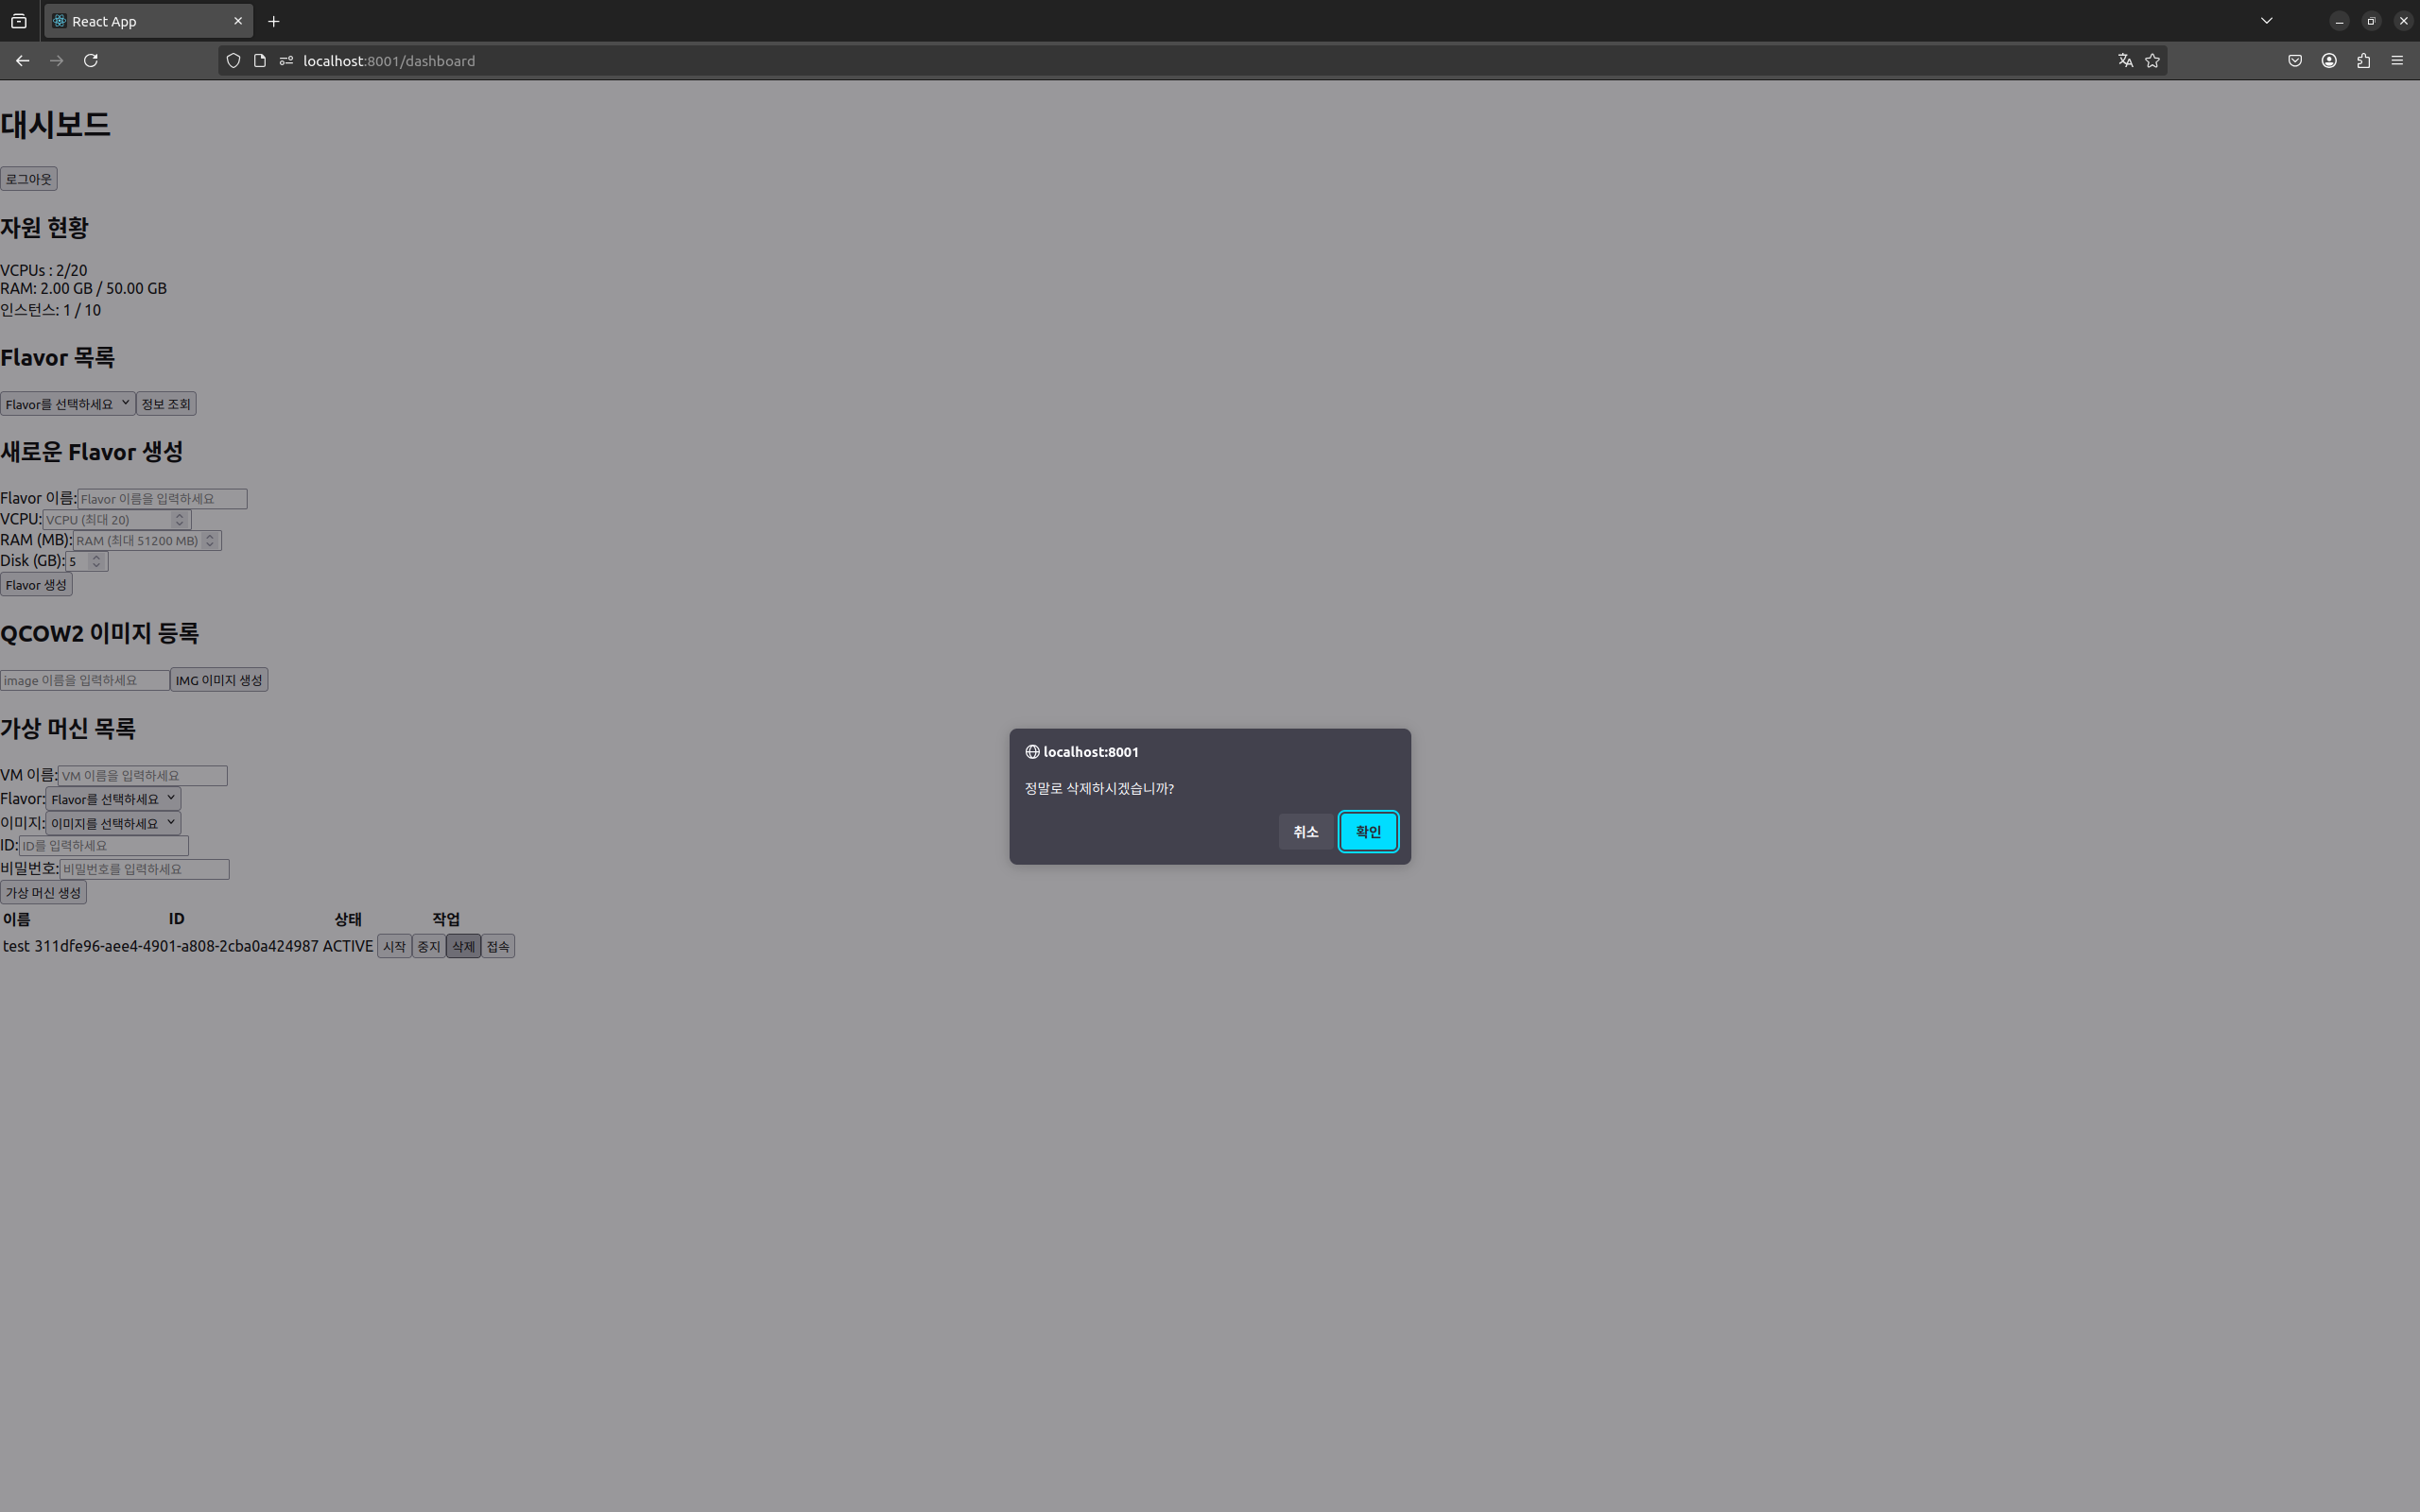 React App
localhost:8001/dashboard
대시보드
로그아웃
자원 현황
VCPUs : 2/20
RAM: 2.00 GB / 50.00 GB
인스턴스: 1 / 10
Flavor 목록
Flavor를 선택하세요 정보 조회
새로운 Flavor 생성
Flavor 이름: Flavor 이름을 입력하세요
VCPU: VCPU (최대 20)
RAM (MB): RAM (최대 51200 MB)
Disk (GB): 5
Flavor 생성
QCOW2 이미지 등록
image 이름을 입력하세요 IMG 이미지 생성
가상 머신 목록
localhost:8001
정말로 삭제하시겠습니까?
취소 확인
VM 이름: VM 이름을 입력하세요
Flavor: Flavor를 선택하세요
이미지: 이미지를 선택하세요
ID: ID를 입력하세요
비밀번호: 비밀번호를 입력하세요
가상 머신 생성
이름 ID 상태 작업
test 311dfe96-aee4-4901-a808-2cba0a424987 ACTIVE 시작 중지 삭제 접속